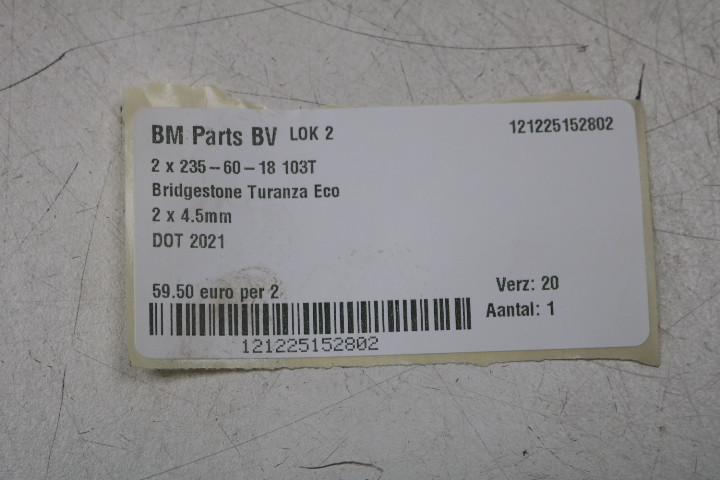 BM Parts BV LOK 2 121225152802
2 x 235-60-18 103T
Bridgestone Turanza Eco
2 x 4.5mm
DOT 2021
59.50 euro per 2 Verz: 20
Aantal: 1
121225152802